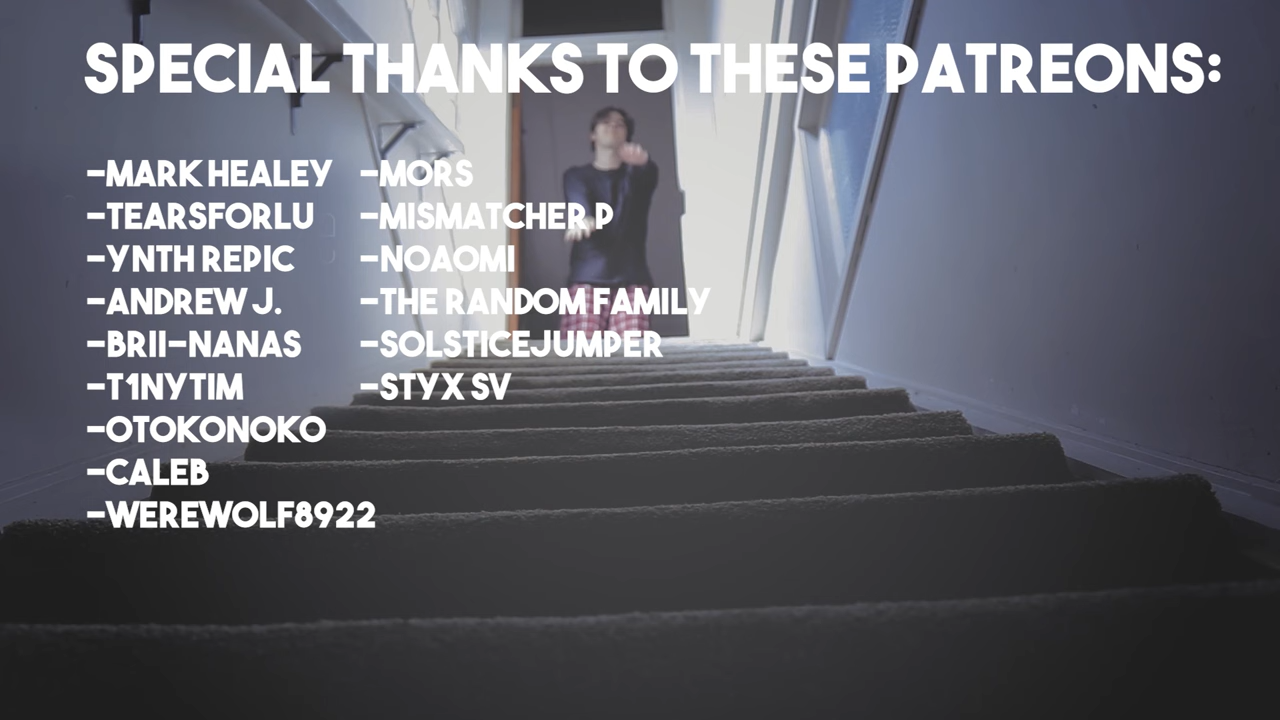 SPECIAL THANKS TO THESE PATREONS:
-MARK HEALEY
-TEARSFORLU
-YNTH REPIC
-ANDREW J.
-BRII-NANAS
-T1NYTIM
-OTOKONOKO
-CALEB
-WEREWOLF8922
-MORS
-MISMATCHER P
-NOAOMI
-THE RANDOM FAMILY
-SOLSTICEJUMPER
-STYX SV